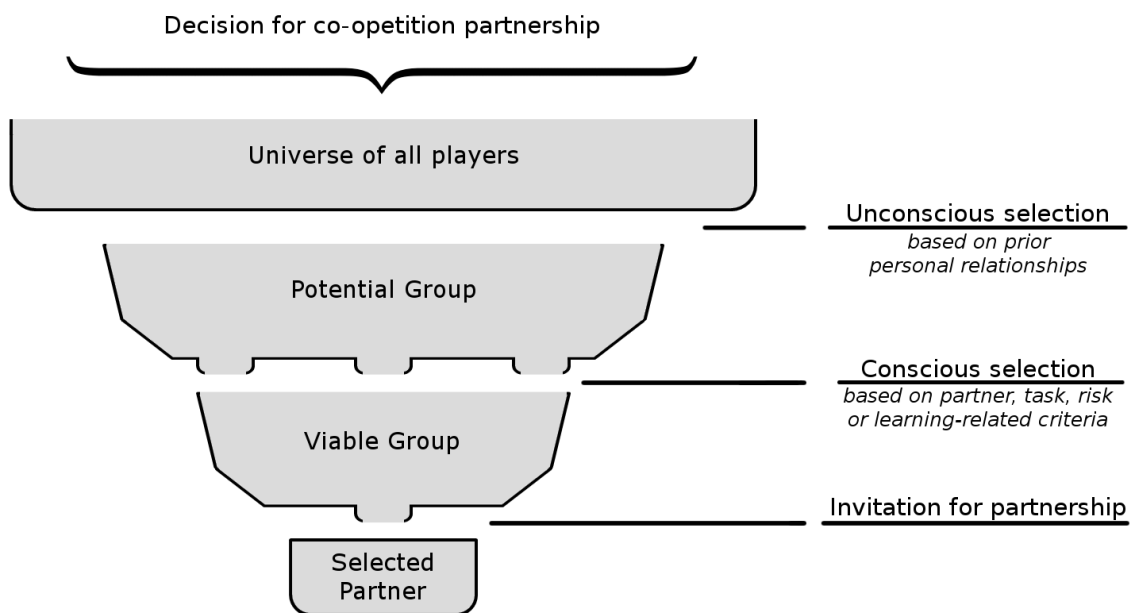 Decision for co-opetition partnership
Universe of all players
Unconscious selection
based on prior
personal relationships
Potential Group
Conscious selection
based on partner, task, risk
or learning-related criteria
Viable Group
Invitation for partnership
Selected
Partner